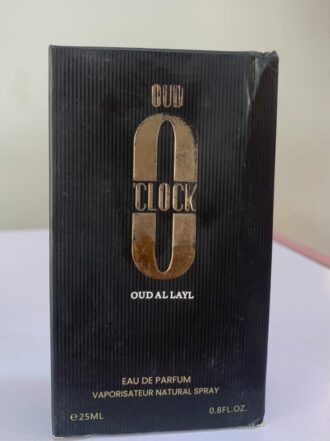 OUD
O'CLOCK
OUD AL LAYL
EAU DE PARFUM
VAPORISATEUR NATURAL SPRAY
℮25ML 0.8FL.OZ.